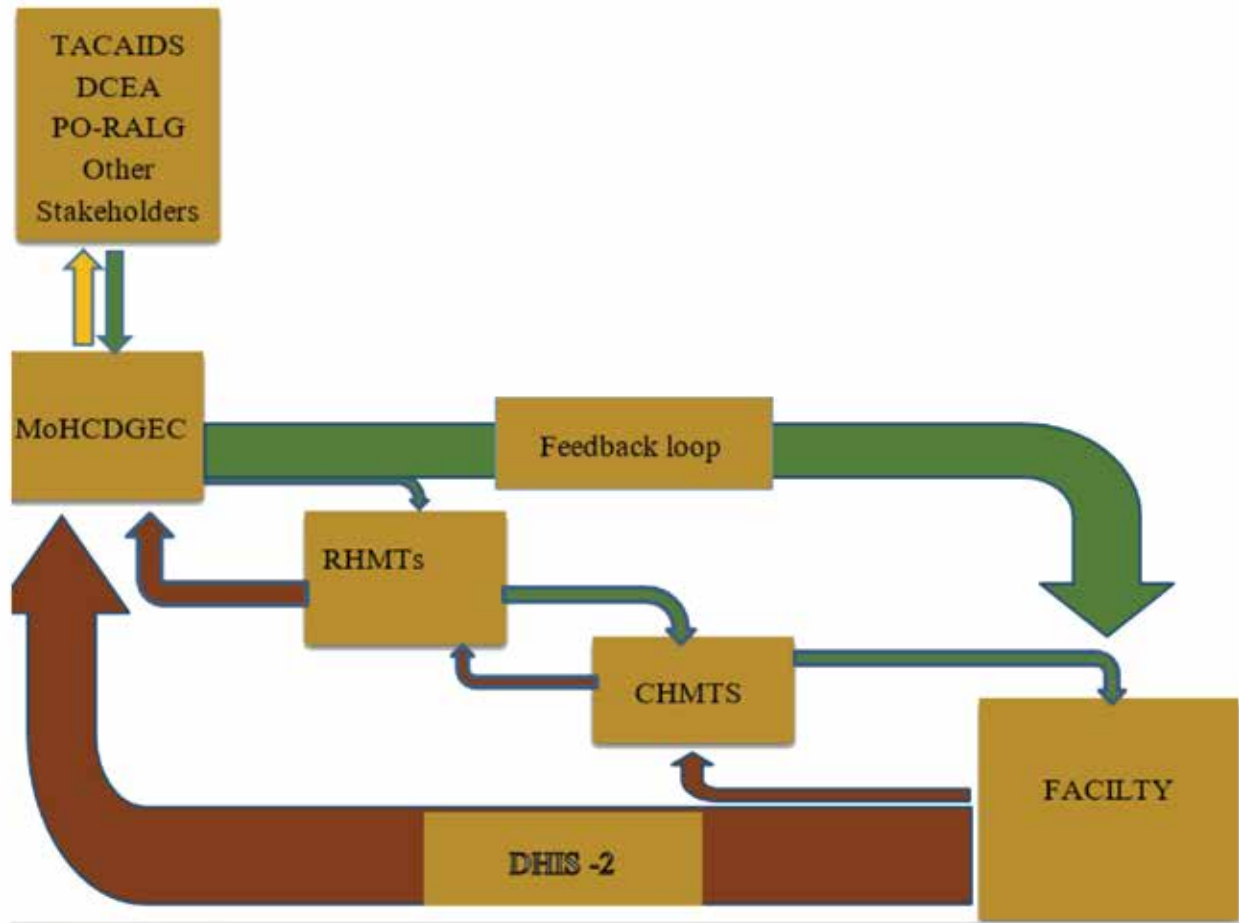 TACAIDS
DCEA
PO-RALG
Other
Stakeholders
MoHCDGEC
Feedback loop
RHMTs
CHMTS
FACILTY
DHIS -2